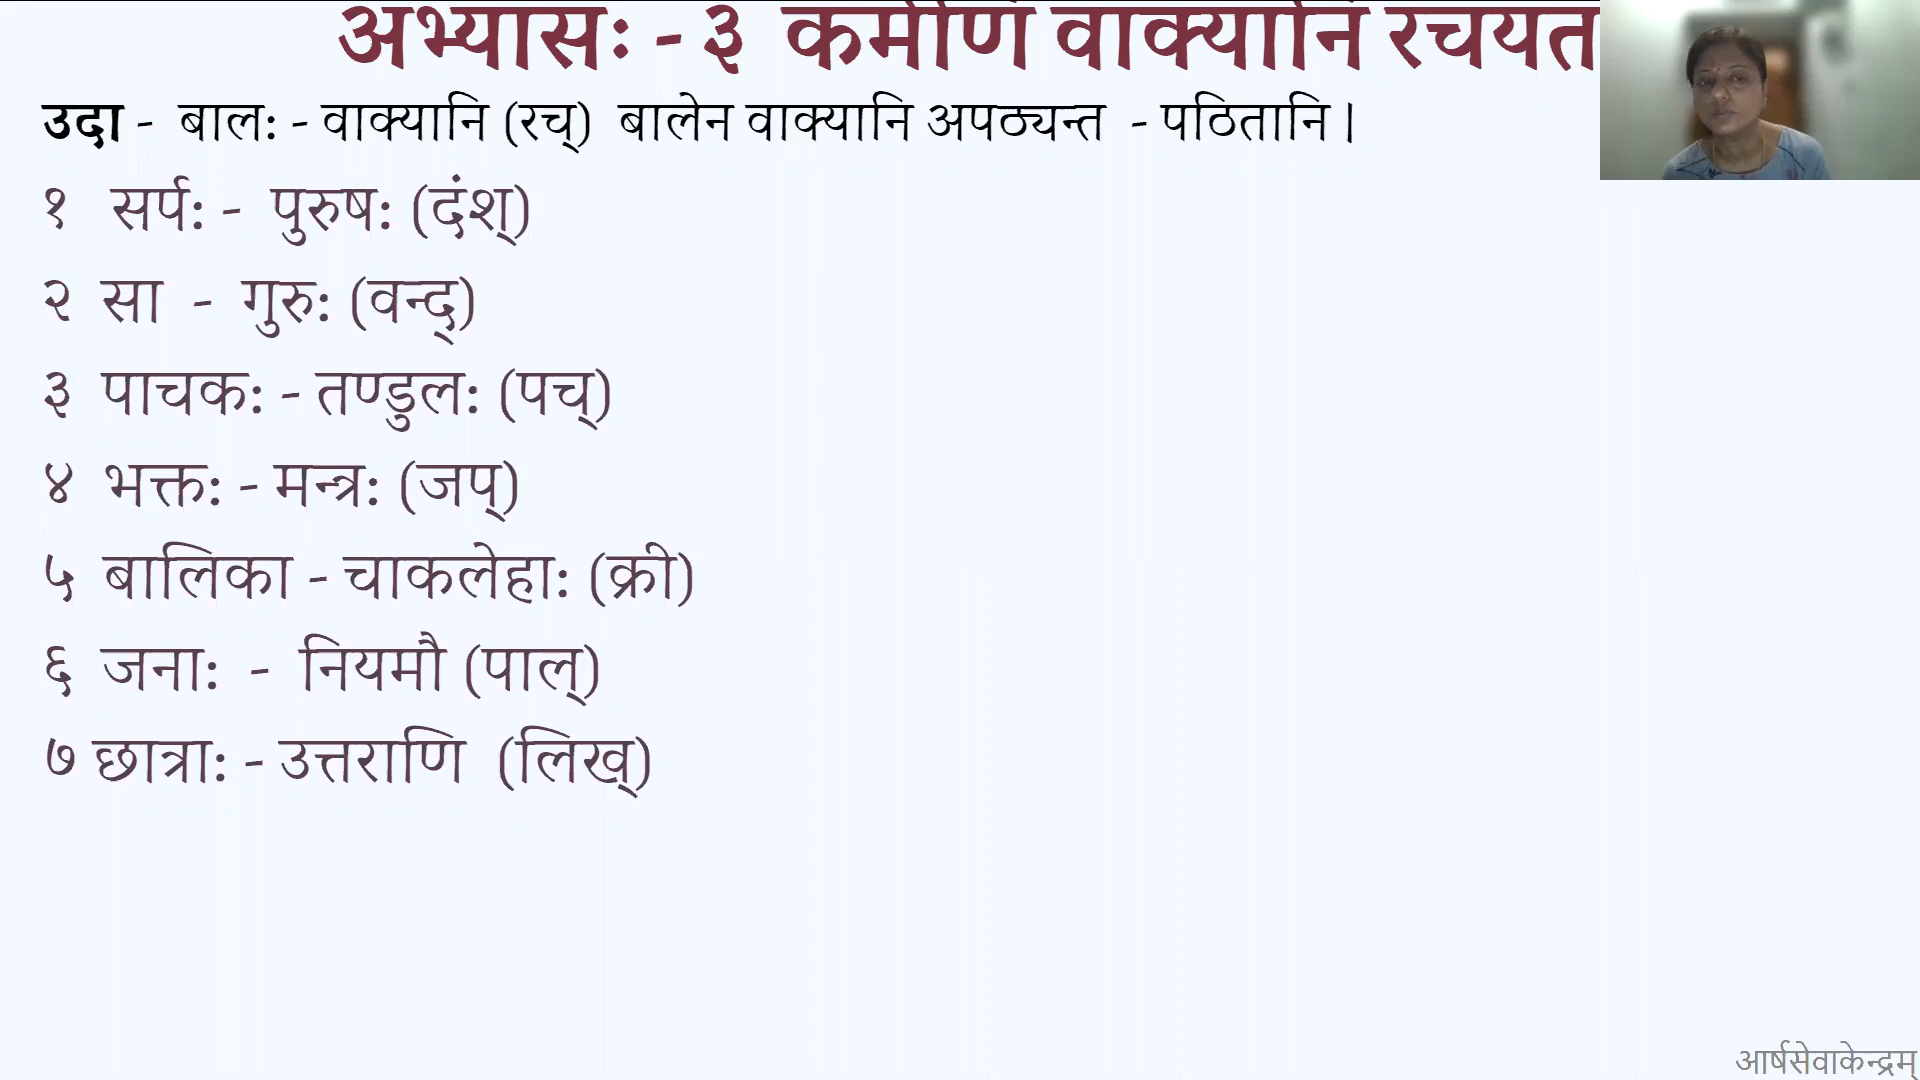 अभ्यासः - ३ कर्मणि वाक्यानि रचयत
उदा - बालः - वाक्यानि (रच्) बालेन वाक्यानि अपठ्यन्त - पठितानि |
१ सर्पः - पुरुषः (दंश्)
२ सा - गुरुः (वन्द्)
३ पाचकः - तण्डुलः (पच्)
४ भक्तः - मन्त्रः (जप्)
५ बालिका - चाकलेहाः (क्री)
६ जनाः - नियमौ (पाल्)
७ छात्राः - उत्तराणि (लिख्)
आर्षसेवाकेन्द्रम्